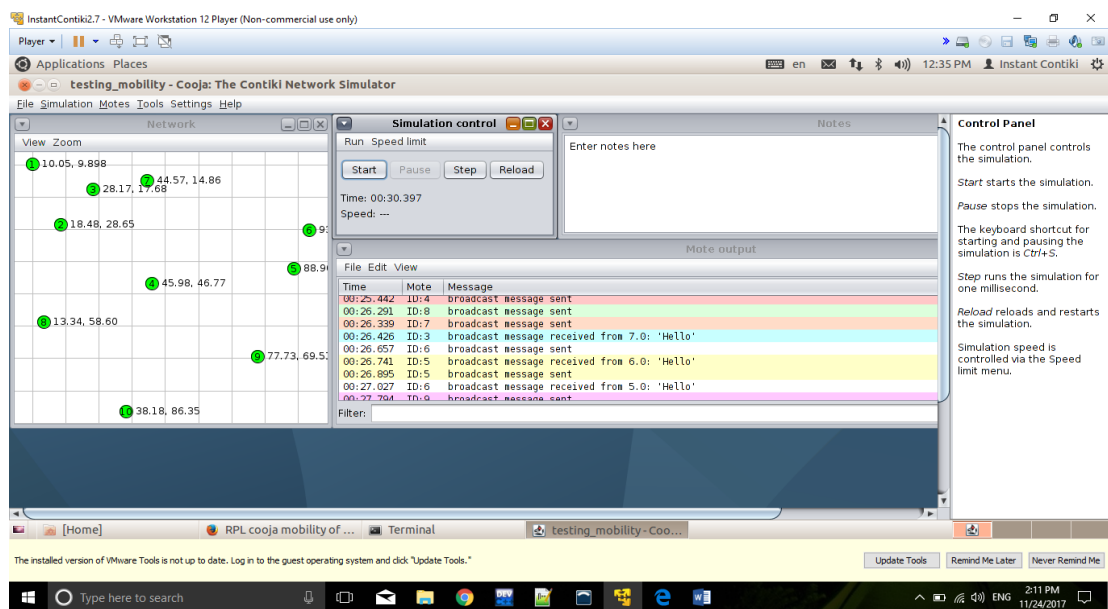 InstantContiki2.7 - VMware Workstation 12 Player (Non-commercial use only)
Player
Applications Places
en
12:35 PM
Instant Contiki
testing_mobility - Cooja: The Contiki Network Simulator
File Simulation Motes Tools Settings Help
Network
View Zoom
1 10.05, 9.898
7 44.57, 14.86
3 28.17, 17.68
2 18.48, 28.65
6 93
5 88.9
4 45.98, 46.77
8 13.34, 58.60
9 77.73, 69.5
10 38.18, 86.35
Simulation control
Run Speed limit
Start Pause Step Reload
Time: 00:30.397
Speed: ---
Notes
Enter notes here
Mote output
File Edit View
Time Mote Message
00:25.442 ID:4 broadcast message sent
00:26.291 ID:8 broadcast message sent
00:26.339 ID:7 broadcast message sent
00:26.426 ID:3 broadcast message received from 7.0: 'Hello'
00:26.657 ID:6 broadcast message sent
00:26.741 ID:5 broadcast message received from 6.0: 'Hello'
00:26.895 ID:5 broadcast message sent
00:27.027 ID:6 broadcast message received from 5.0: 'Hello'
00:27.794 ID:9 broadcast message sent
Filter:
Control Panel
The control panel controls
the simulation.
Start starts the simulation.
Pause stops the simulation.
The keyboard shortcut for
starting and pausing the
simulation is Ctrl+S.
Step runs the simulation for
one millisecond.
Reload reloads and restarts
the simulation.
Simulation speed is
controlled via the Speed
limit menu.
[Home]
RPL cooja mobility of ...
Terminal
testing_mobility - Coo...
The installed version of VMware Tools is not up to date. Log in to the guest operating system and click "Update Tools."
Update Tools
Remind Me Later
Never Remind Me
Type here to search
DEV
ENG
2:11 PM
11/24/2017